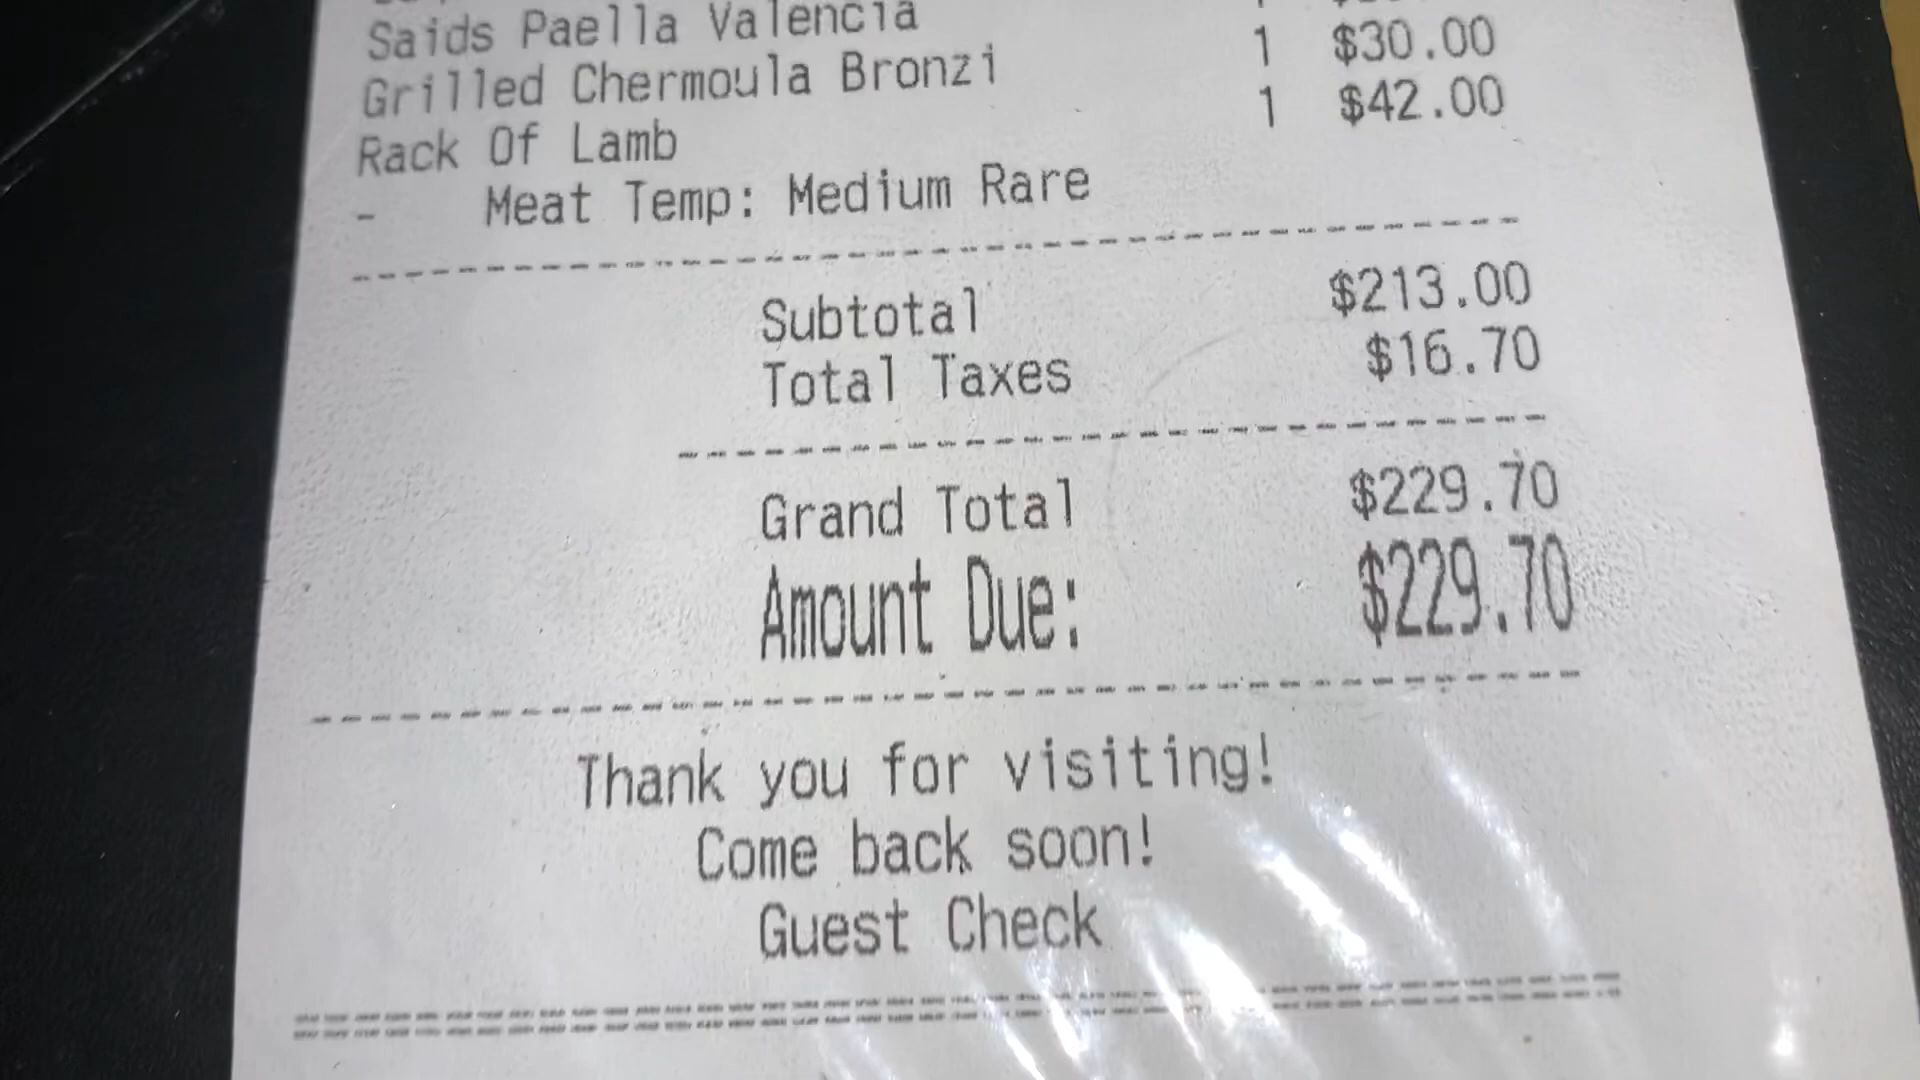 Saids Paella Valencia
Grilled Chermoula Bronzi 1 $30.00
Rack Of Lamb 1 $42.00
- Meat Temp: Medium Rare
Subtotal $213.00
Total Taxes $16.70
Grand Total $229.70
Amount Due: $229.70
Thank you for visiting!
Come back soon!
Guest Check